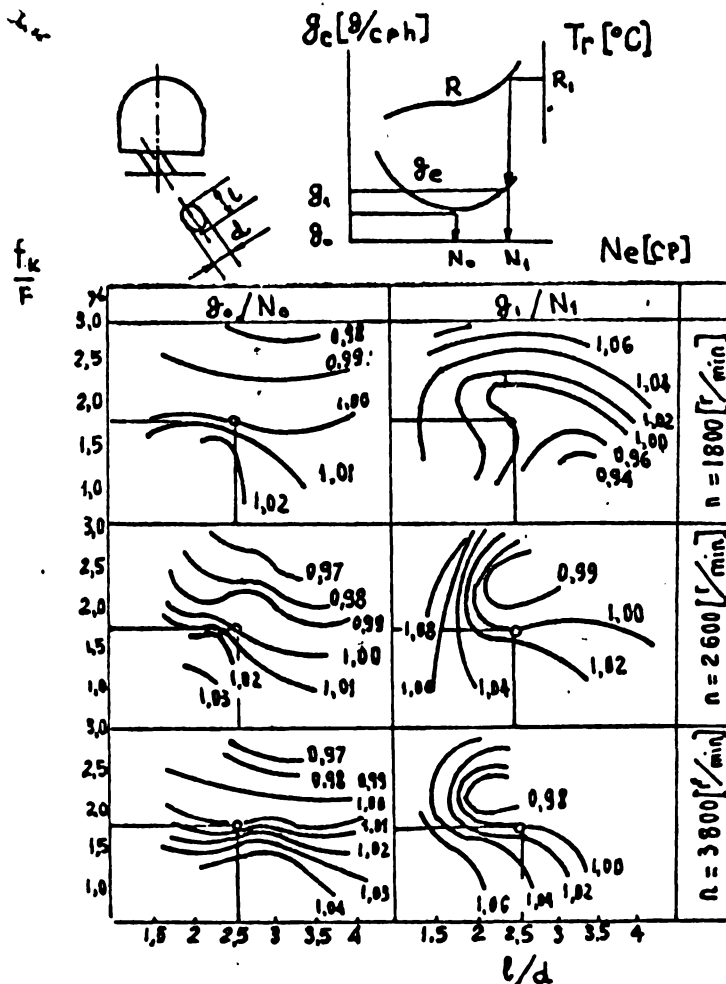 gₑ[g/cph]
Tr[°C]
R
R₁
gₑ
g₁
g₀
N₀ N₁
Ne[cp]
l
d
fₖ/F
%
g₀/N₀
g₁/N₁
3,0
2,5
2,0
1,5
1,0
0,98
0,99
1,00
1,01
1,02
1,06
1,04
1,02
1,00
0,96
0,94
n = 1800 [r/min]
3,0
2,5
2,0
1,5
1,0
0,97
0,98
0,99
1,00
1,01
1,02
1,03
0,99
1,00
1,02
1,04
1,08
n = 2600 [r/min]
3,0
2,5
2,0
1,5
1,0
0,97
0,98
0,99
1,00
1,01
1,02
1,03
1,04
0,98
1,00
1,02
1,04
1,06
n = 3800 [r/min]
1,5 2 2,5 3 3,5 4
1,5 2 2,5 3 3,5 4
l/d